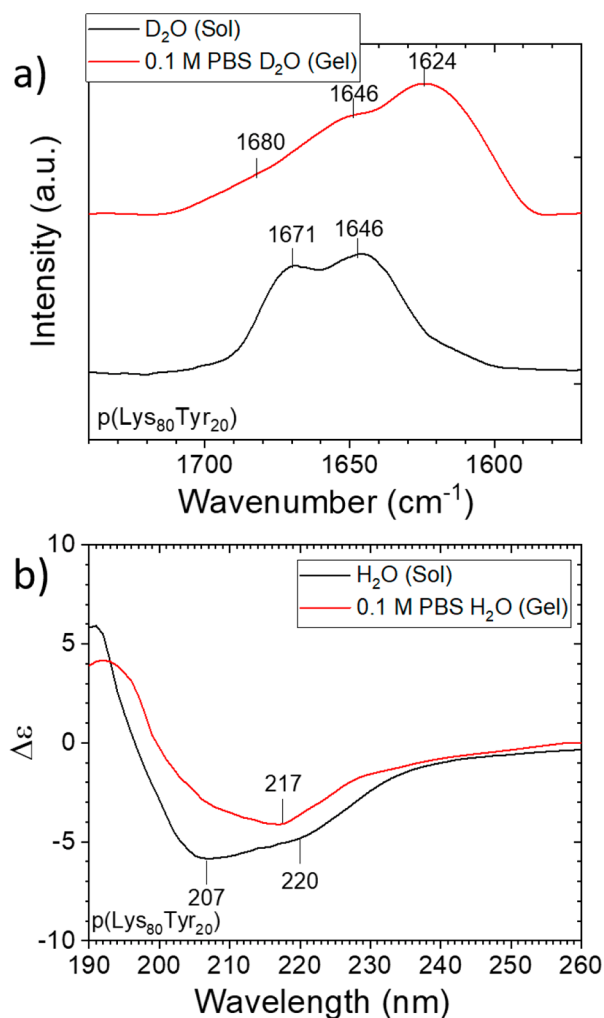 a)
D₂O (Sol)
0.1 M PBS D₂O (Gel)
1624
1646
1680
1671
1646
Intensity (a.u.)
p(Lys₈₀Tyr₂₀)
1700
1650
1600
Wavenumber (cm⁻¹)
b)
H₂O (Sol)
0.1 M PBS H₂O (Gel)
10
5
0
-5
-10
Δε
217
207
220
p(Lys₈₀Tyr₂₀)
190 200 210 220 230 240 250 260
Wavelength (nm)